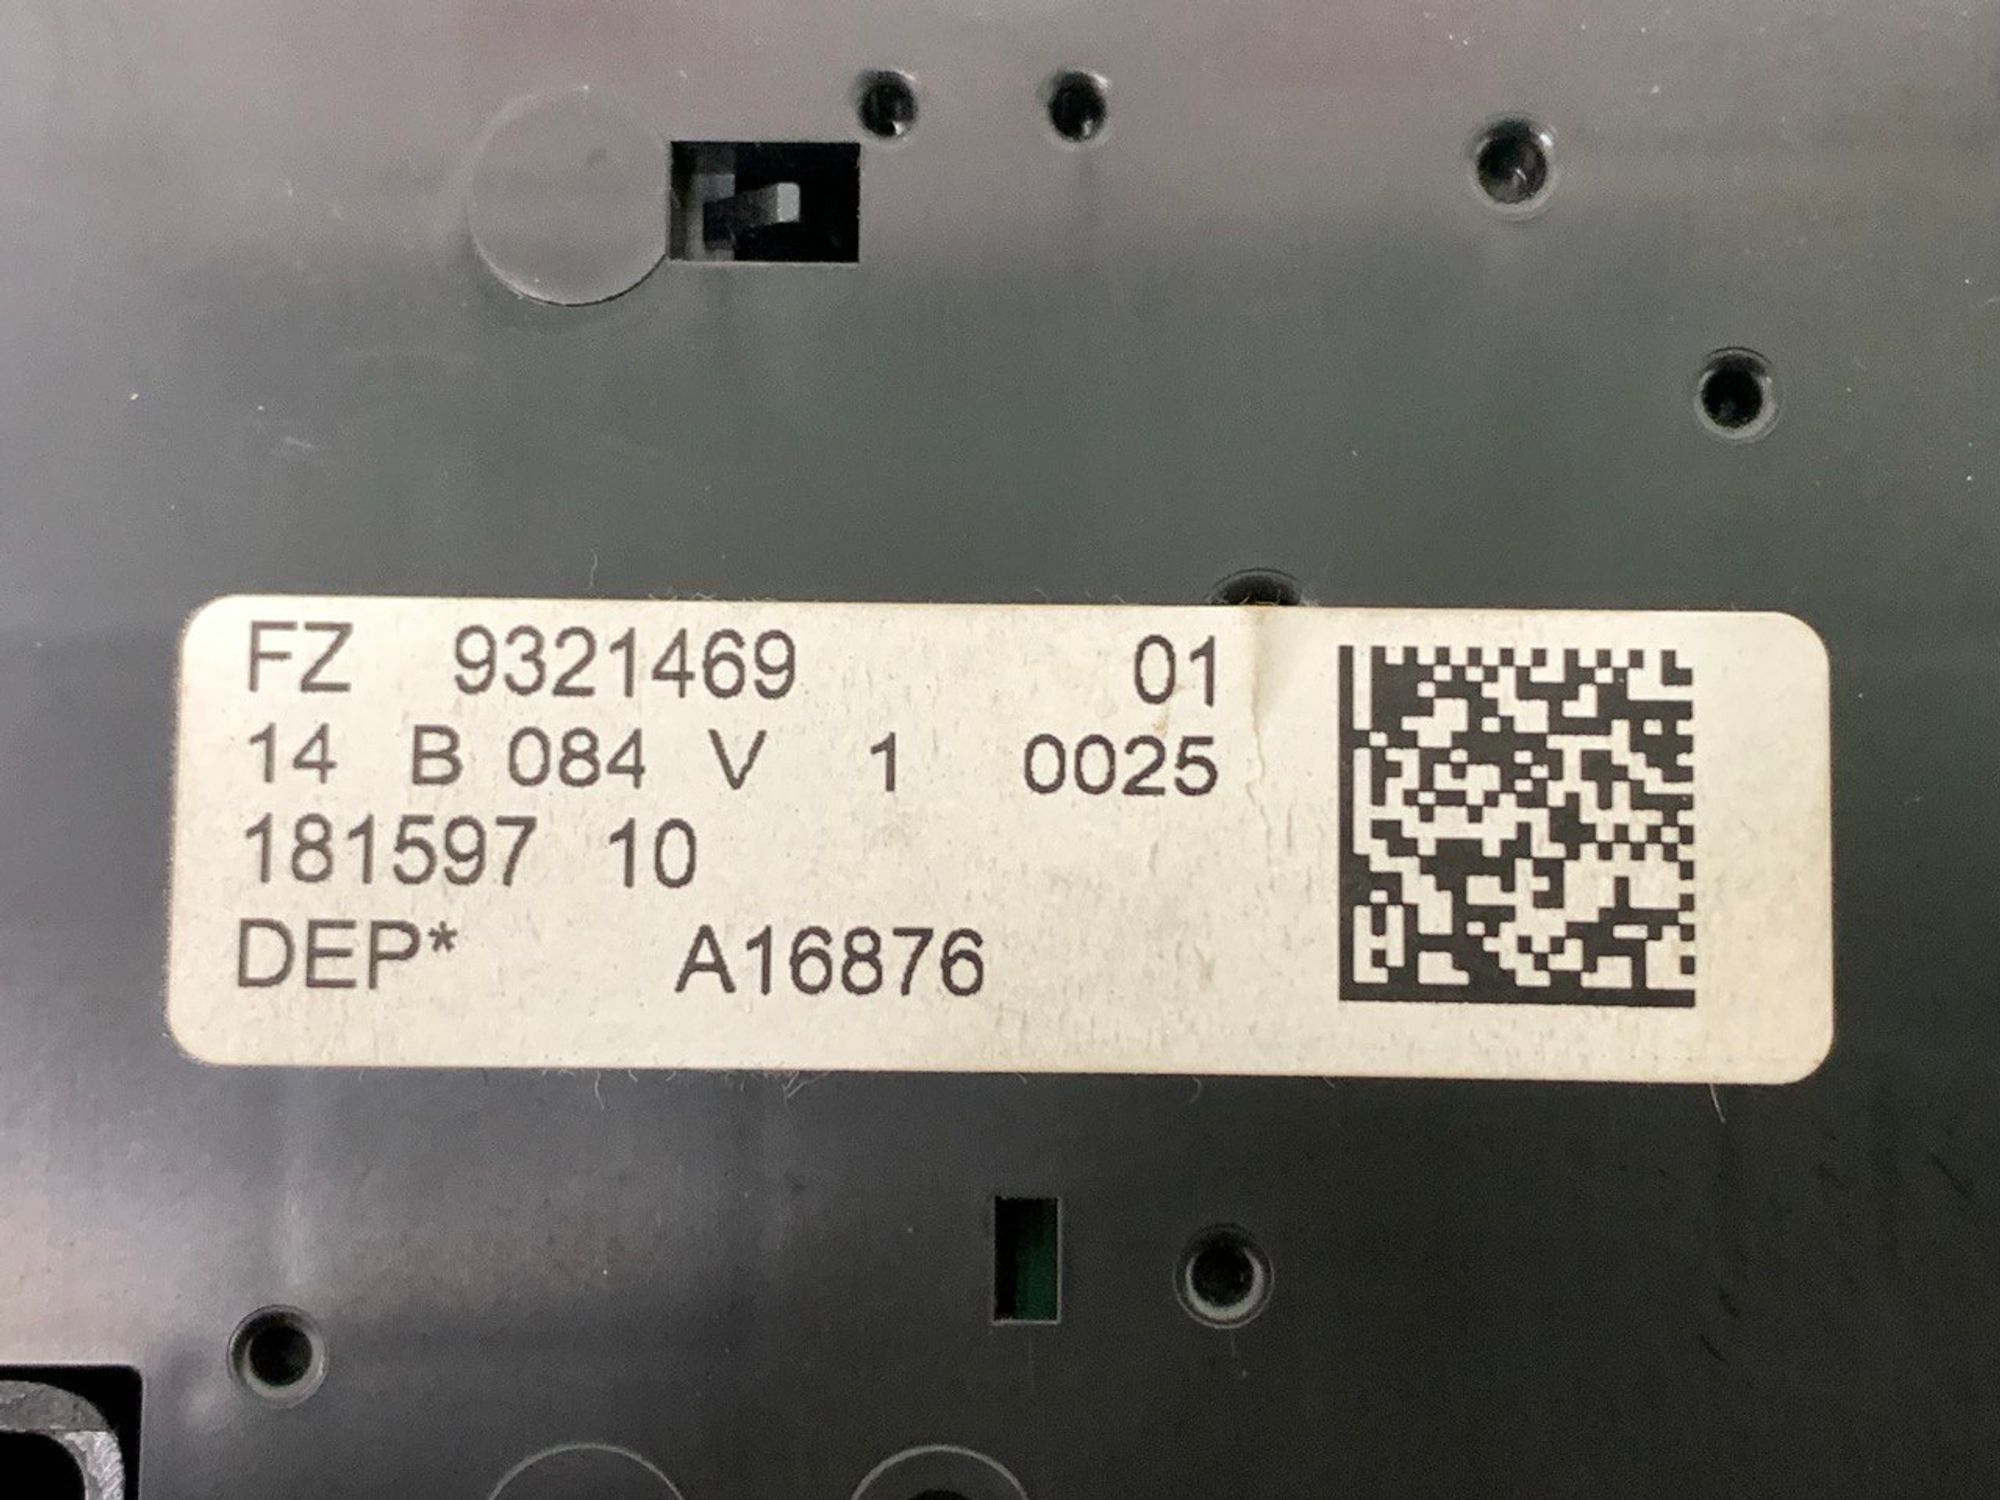 FZ 9321469 01
14 B 084 V 1 0025
181597 10
DEP* A16876